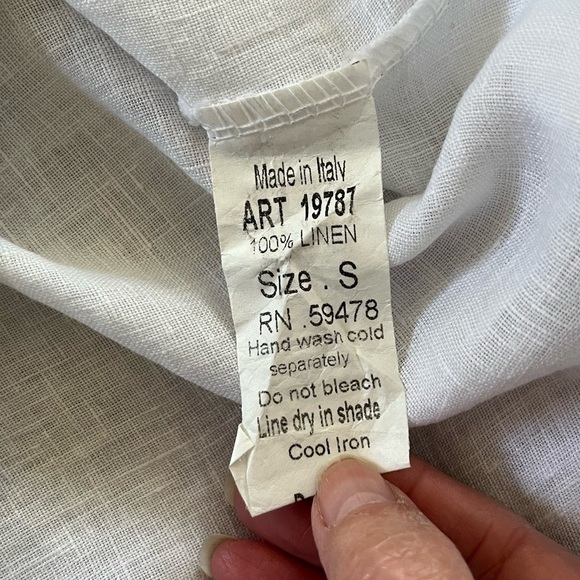 Made in Italy
ART 19787
100% LINEN
Size . S
RN .59478
Hand wash cold
separately
Do not bleach
Line dry in shade
Cool Iron